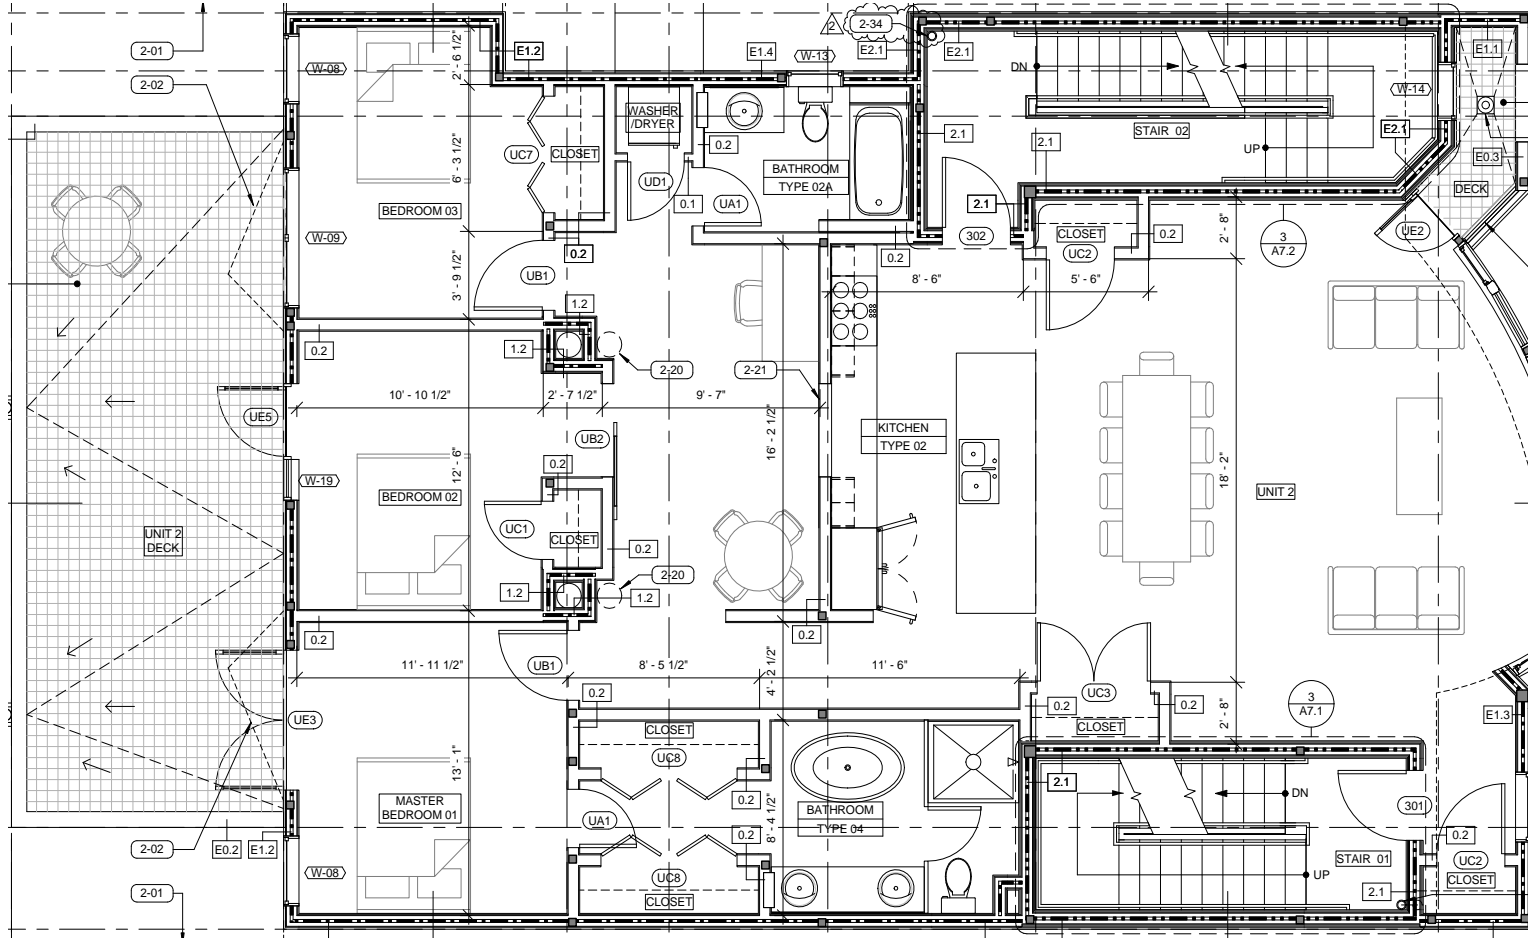 2-01
2-02
W-08
2' - 6 1/2"
E1.2
E1.4
W-13
2
2-34
E2.1
E2.1
E1.1
DN
W-14
WASHER
/DRYER
0.2
2.1
STAIR 02
E2.1
2.1
UP
E0.3
UC7
CLOSET
6' - 3 1/2"
BATHROOM
TYPE 02A
UD1
0.1
UA1
DECK
BEDROOM 03
2.1
302
CLOSET
UC2
0.2
2' - 8"
3
A7.2
UE2
W-09
0.2
0.2
UB1
3' - 9 1/2"
8' - 6"
5' - 6"
1.2
0.2
1.2
2-20
2-21
10' - 10 1/2"
2' - 7 1/2"
9' - 7"
UE5
UB2
16' - 2 1/2"
KITCHEN
TYPE 02
12' - 6"
0.2
18' - 2"
W-19
BEDROOM 02
UNIT 2
UC1
CLOSET
0.2
UNIT 2
DECK
1.2
2-20
1.2
0.2
0.2
11' - 11 1/2"
UB1
8' - 5 1/2"
4' - 2 1/2"
11' - 6"
UE3
0.2
UC3
0.2
0.2
CLOSET
2' - 8"
3
A7.1
E1.3
CLOSET
UC8
13' - 1"
2.1
DN
MASTER
BEDROOM 01
0.2
BATHROOM
TYPE 04
301
UA1
8' - 4 1/2"
0.2
0.2
2-02
E0.2
E1.2
STAIR 01
UC2
CLOSET
W-08
UC8
CLOSET
UP
2.1
2-01